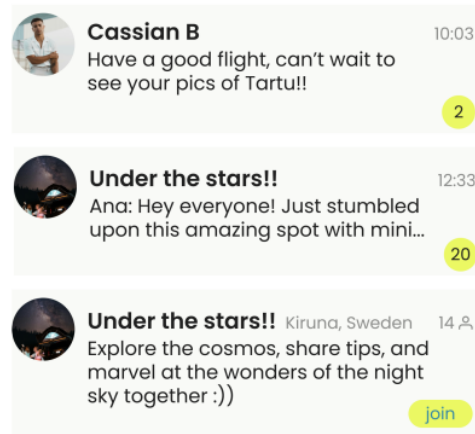 Cassian B 10:03
Have a good flight, can’t wait to
see your pics of Tartu!!
2
Under the stars!! 12:33
Ana: Hey everyone! Just stumbled
upon this amazing spot with mini...
20
Under the stars!! Kiruna, Sweden 14
Explore the cosmos, share tips, and
marvel at the wonders of the night
sky together :))
join